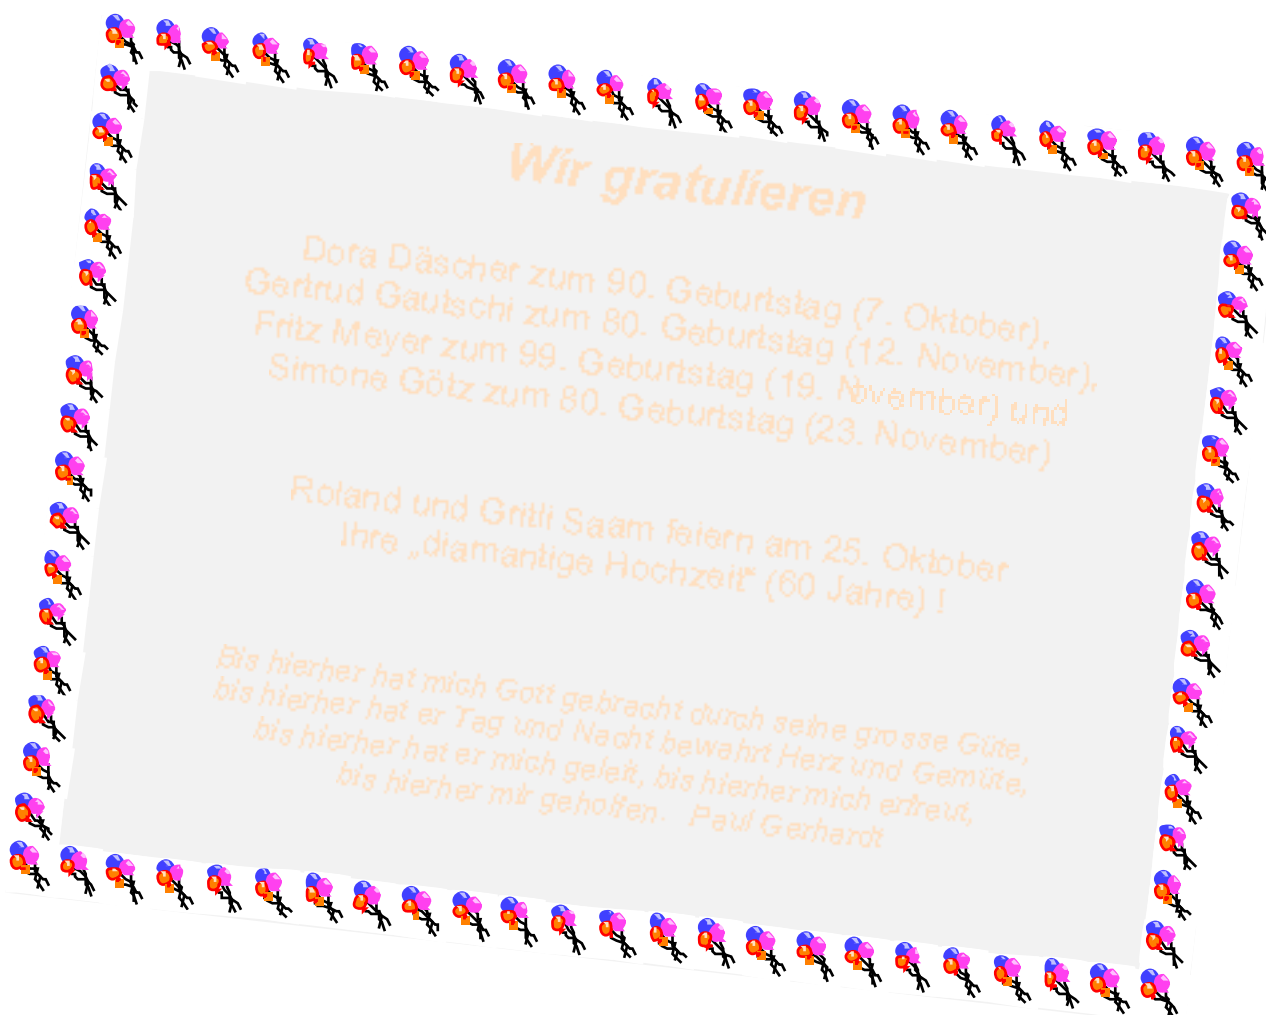 Wir gratulieren
Dora Däscher zum 90. Geburtstag (7. Oktober),
Gertrud Gautschi zum 80. Geburtstag (12. November),
Fritz Meyer zum 99. Geburtstag (19. November) und
Simone Götz zum 80. Geburtstag (23. November)
Roland und Gritli Saam feiern am 25. Oktober
Ihre „diamantige Hochzeit“ (60 Jahre) !
Bis hierher hat mich Gott gebracht durch seine grosse Güte,
bis hierher hat er Tag und Nacht bewahrt Herz und Gemüte,
bis hierher hat er mich geleit, bis hierher mich erfreut,
bis hierher mir geholfen. Paul Gerhardt